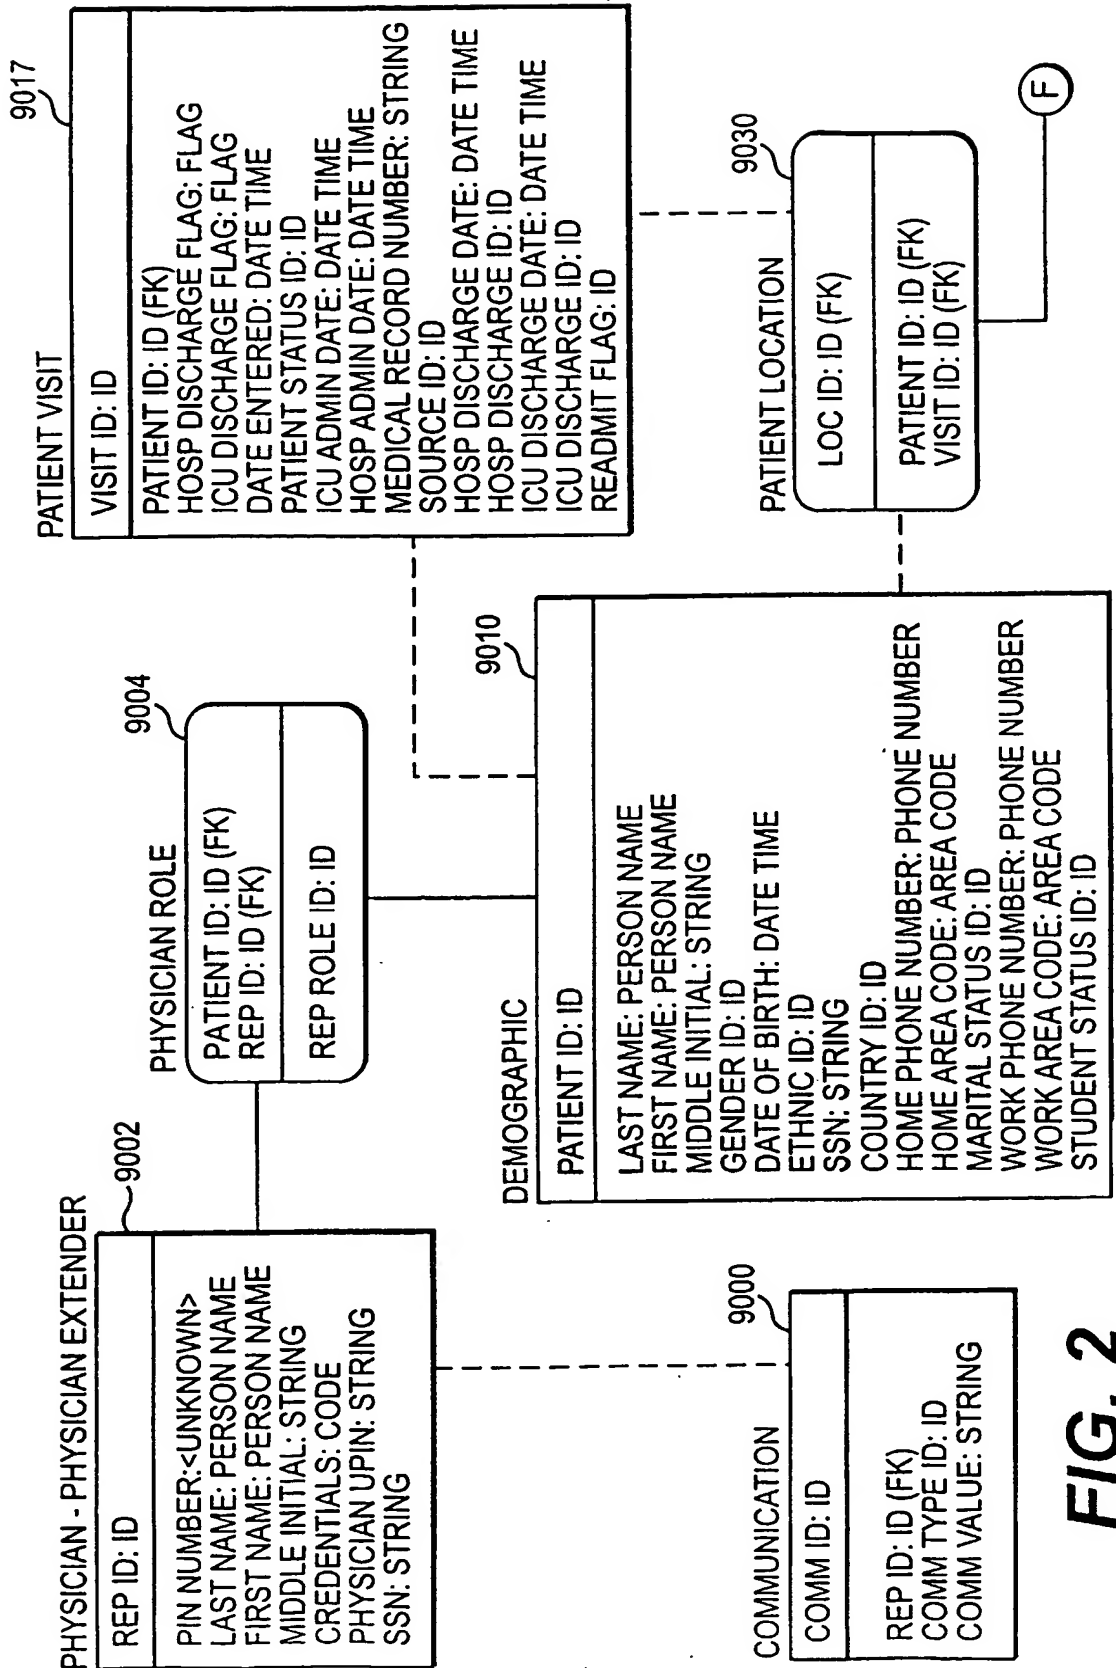 PHYSICIAN - PHYSICIAN EXTENDER
9002
REP ID: ID
PIN NUMBER:<UNKNOWN>
LAST NAME: PERSON NAME
FIRST NAME: PERSON NAME
MIDDLE INITIAL: STRING
CREDENTIALS: CODE
PHYSICIAN UPIN: STRING
SSN: STRING
PHYSICIAN ROLE
9004
PATIENT ID: ID (FK)
REP ID: ID (FK)
REP ROLE ID: ID
PATIENT VISIT
9017
VISIT ID: ID
PATIENT ID: ID (FK)
HOSP DISCHARGE FLAG: FLAG
ICU DISCHARGE FLAG: FLAG
DATE ENTERED: DATE TIME
PATIENT STATUS ID: ID
ICU ADMIN DATE: DATE TIME
HOSP ADMIN DATE: DATE TIME
MEDICAL RECORD NUMBER: STRING
SOURCE ID: ID
HOSP DISCHARGE DATE: DATE TIME
HOSP DISCHARGE ID: ID
ICU DISCHARGE DATE: DATE TIME
ICU DISCHARGE ID: ID
READMIT FLAG: ID
COMMUNICATION
9000
COMM ID: ID
REP ID: ID (FK)
COMM TYPE ID: ID
COMM VALUE: STRING
DEMOGRAPHIC
9010
PATIENT ID: ID
LAST NAME: PERSON NAME
FIRST NAME: PERSON NAME
MIDDLE INITIAL: STRING
GENDER ID: ID
DATE OF BIRTH: DATE TIME
ETHNIC ID: ID
SSN: STRING
COUNTRY ID: ID
HOME PHONE NUMBER: PHONE NUMBER
HOME AREA CODE: AREA CODE
MARITAL STATUS ID: ID
WORK PHONE NUMBER: PHONE NUMBER
WORK AREA CODE: AREA CODE
STUDENT STATUS ID: ID
PATIENT LOCATION
9030
LOC ID: ID (FK)
PATIENT ID: ID (FK)
VISIT ID: ID (FK)
F
FIG. 2